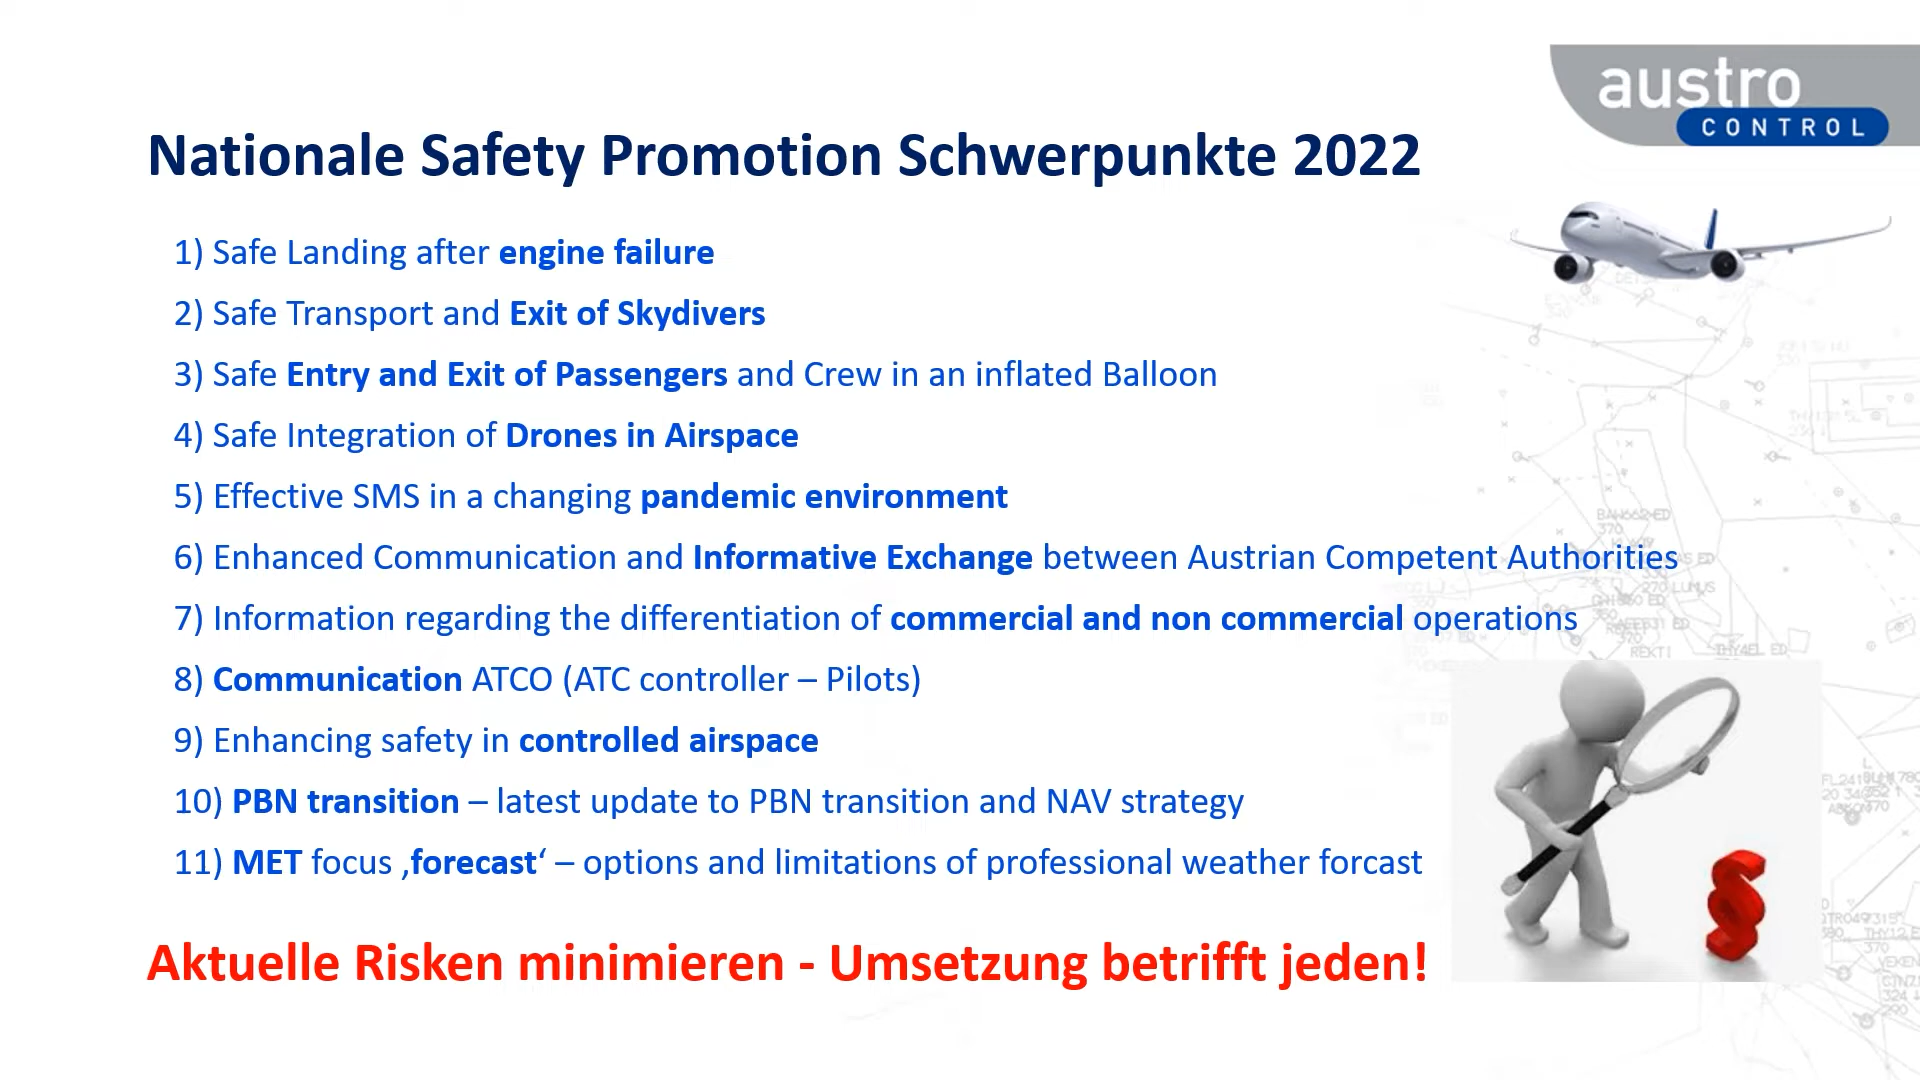 austro
CONTROL
Nationale Safety Promotion Schwerpunkte 2022
1) Safe Landing after engine failure
2) Safe Transport and Exit of Skydivers
3) Safe Entry and Exit of Passengers and Crew in an inflated Balloon
4) Safe Integration of Drones in Airspace
5) Effective SMS in a changing pandemic environment
6) Enhanced Communication and Informative Exchange between Austrian Competent Authorities
7) Information regarding the differentiation of commercial and non commercial operations
8) Communication ATCO (ATC controller – Pilots)
9) Enhancing safety in controlled airspace
10) PBN transition – latest update to PBN transition and NAV strategy
11) MET focus ‚forecast‘ – options and limitations of professional weather forcast
Aktuelle Risken minimieren - Umsetzung betrifft jeden!
§